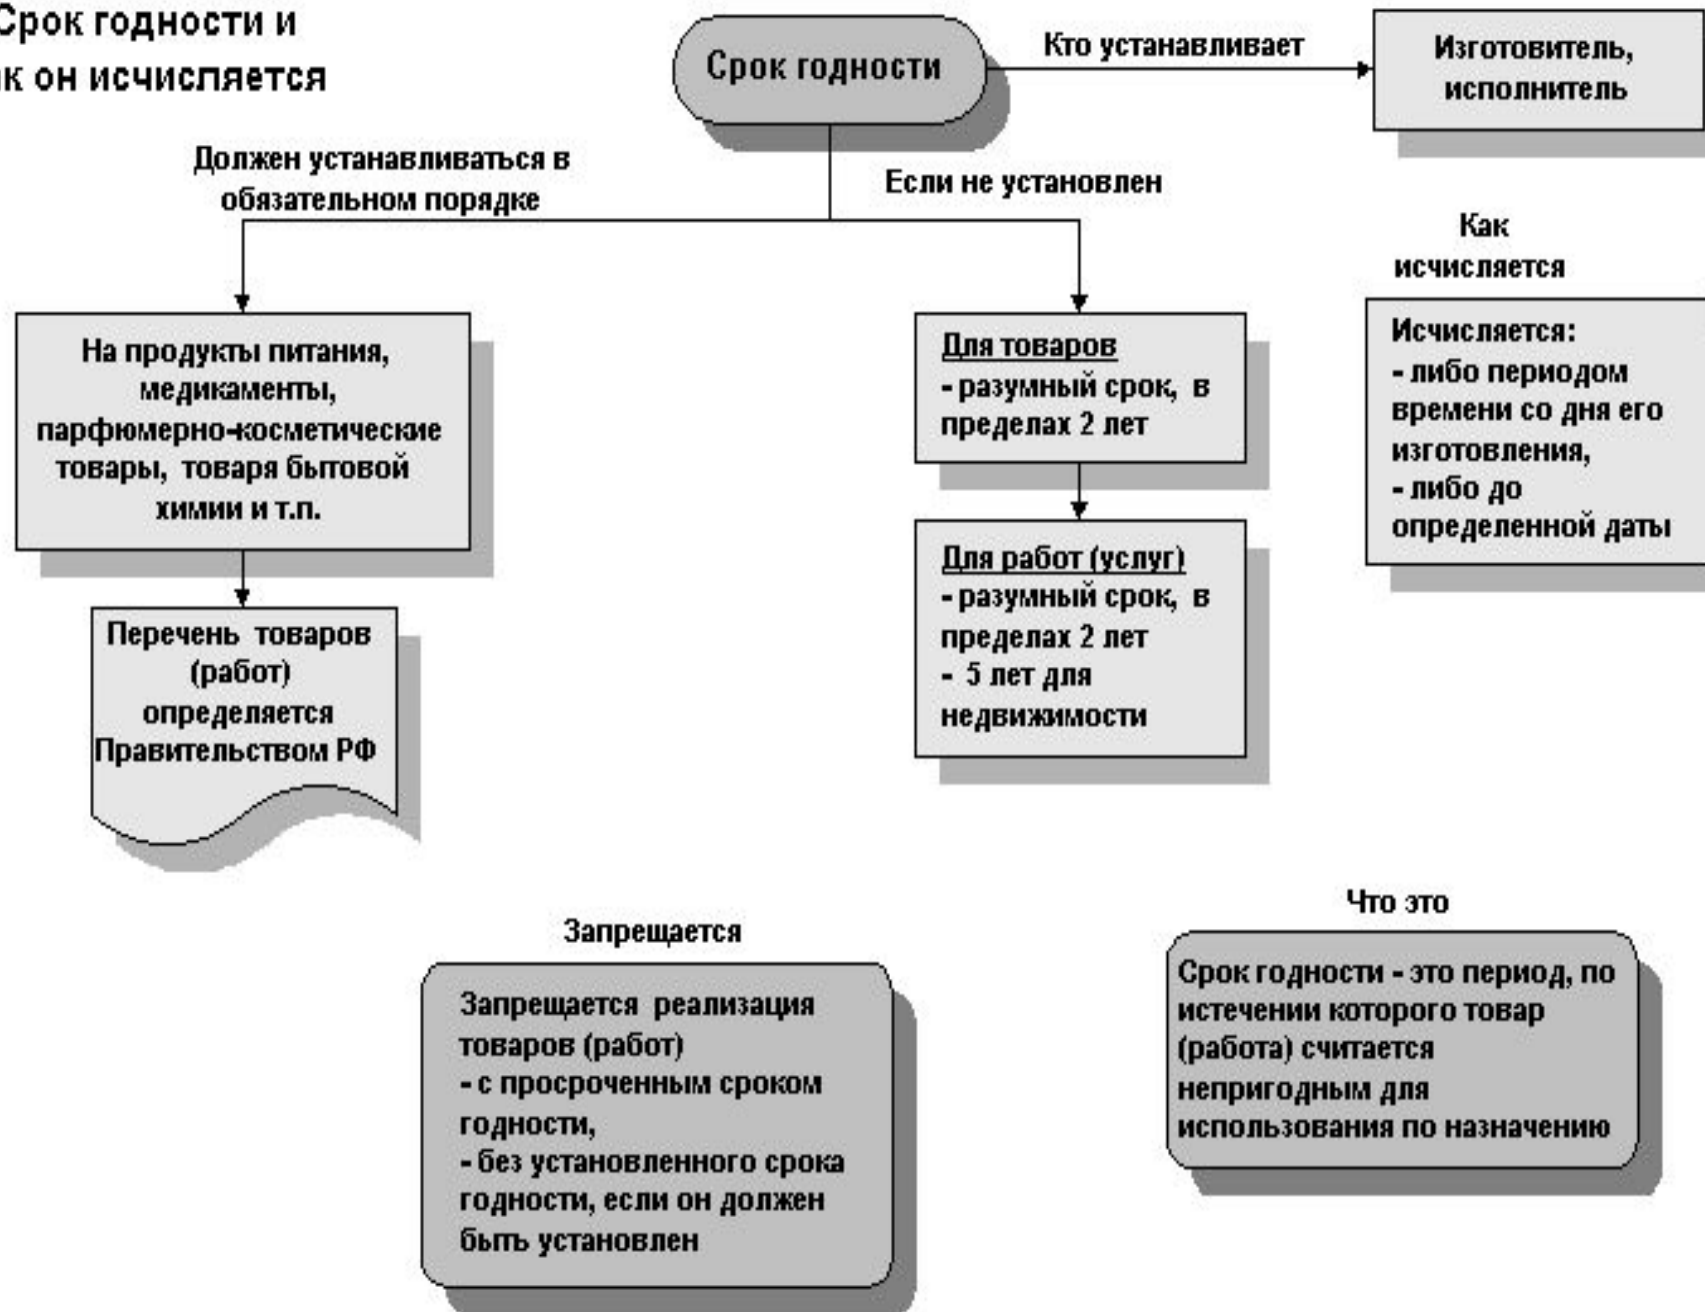 Срок годности и
ак он исчисляется
Срок годности
Кто устанавливает
Изготовитель,
исполнитель
Должен устанавливаться в
обязательном порядке
Если не установлен
Как
исчисляется
На продукты питания,
медикаменты,
парфюмерно-косметические
товары, товаря бытовой
химии и т.п.
Для товаров
- разумный срок, в
пределах 2 лет
Исчисляется:
- либо периодом
времени со дня его
изготовления,
- либо до
определенной даты
Для работ (услуг)
- разумный срок, в
пределах 2 лет
- 5 лет для
недвижимости
Перечень товаров
(работ)
определяется
Правительством РФ
Запрещается
Запрещается реализация
товаров (работ)
- с просроченным сроком
годности,
- без установленного срока
годности, если он должен
быть установлен
Что это
Срок годности - это период, по
истечении которого товар
(работа) считается
непригодным для
использования по назначению